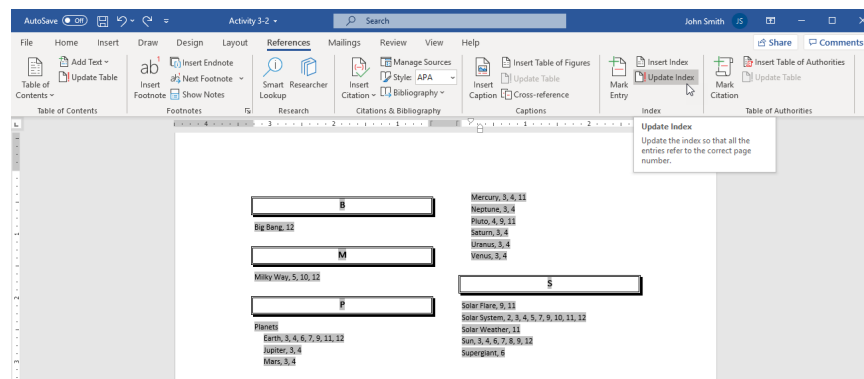 AutoSave Off Activity 3-2 Search John Smith JS
File Home Insert Draw Design Layout References Mailings Review View Help Share Comments
Table of Contents
Add Text
Update Table
Table of Contents
ab¹
Insert Footnote
Insert Endnote
Next Footnote
Show Notes
Footnotes
Smart Lookup
Researcher
Research
Insert Citation
Manage Sources
Style: APA
Bibliography
Citations & Bibliography
Insert Caption
Insert Table of Figures
Update Table
Cross-reference
Captions
Mark Entry
Insert Index
Update Index
Index
Mark Citation
Insert Table of Authorities
Update Table
Table of Authorities
L 4 3 2 1 1 2
Update Index
Update the index so that all the
entries refer to the correct page
number.
B
Big Bang, 12
M
Milky Way, 5, 10, 12
P
Planets
Earth, 3, 4, 6, 7, 9, 11, 12
Jupiter, 3, 4
Mars, 3, 4
Mercury, 3, 4, 11
Neptune, 3, 4
Pluto, 4, 9, 11
Saturn, 3, 4
Uranus, 3, 4
Venus, 3, 4
S
Solar Flare, 9, 11
Solar System, 2, 3, 4, 5, 7, 9, 10, 11, 12
Solar Weather, 11
Sun, 3, 4, 6, 7, 8, 9, 12
Supergiant, 6